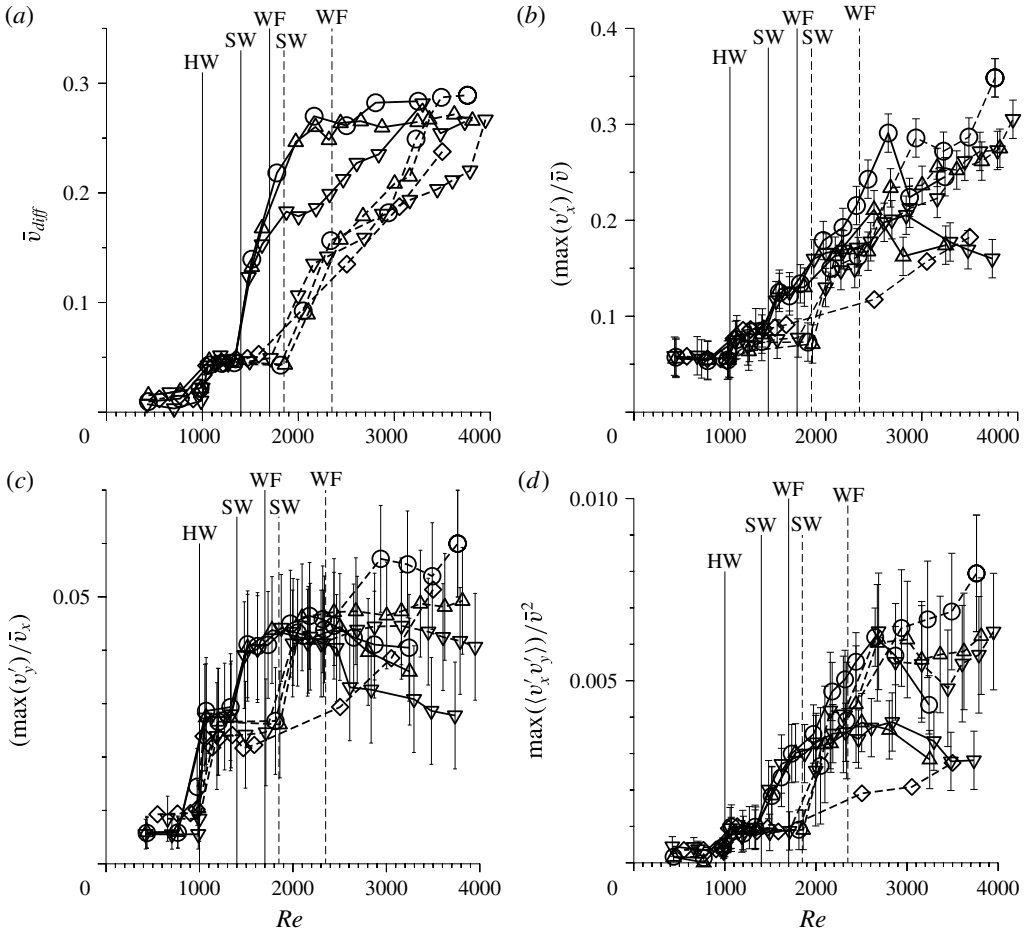 (a)
WF
SW
SW
HW
0.3
0.2
0.1
v̄diff
0
1000
2000
3000
4000
Re
(b)
WF
WF
SW
SW
HW
0.4
0.3
0.2
0.1
(max(v′x)/v̄)
0
1000
2000
3000
4000
(c)
WF
WF
SW
SW
HW
0.05
(max(v′y)/v̄x)
0
1000
2000
3000
4000
Re
(d)
WF
WF
SW
SW
HW
0.010
0.005
max(⟨v′x v′y⟩)/v̄²
0
1000
2000
3000
4000
Re